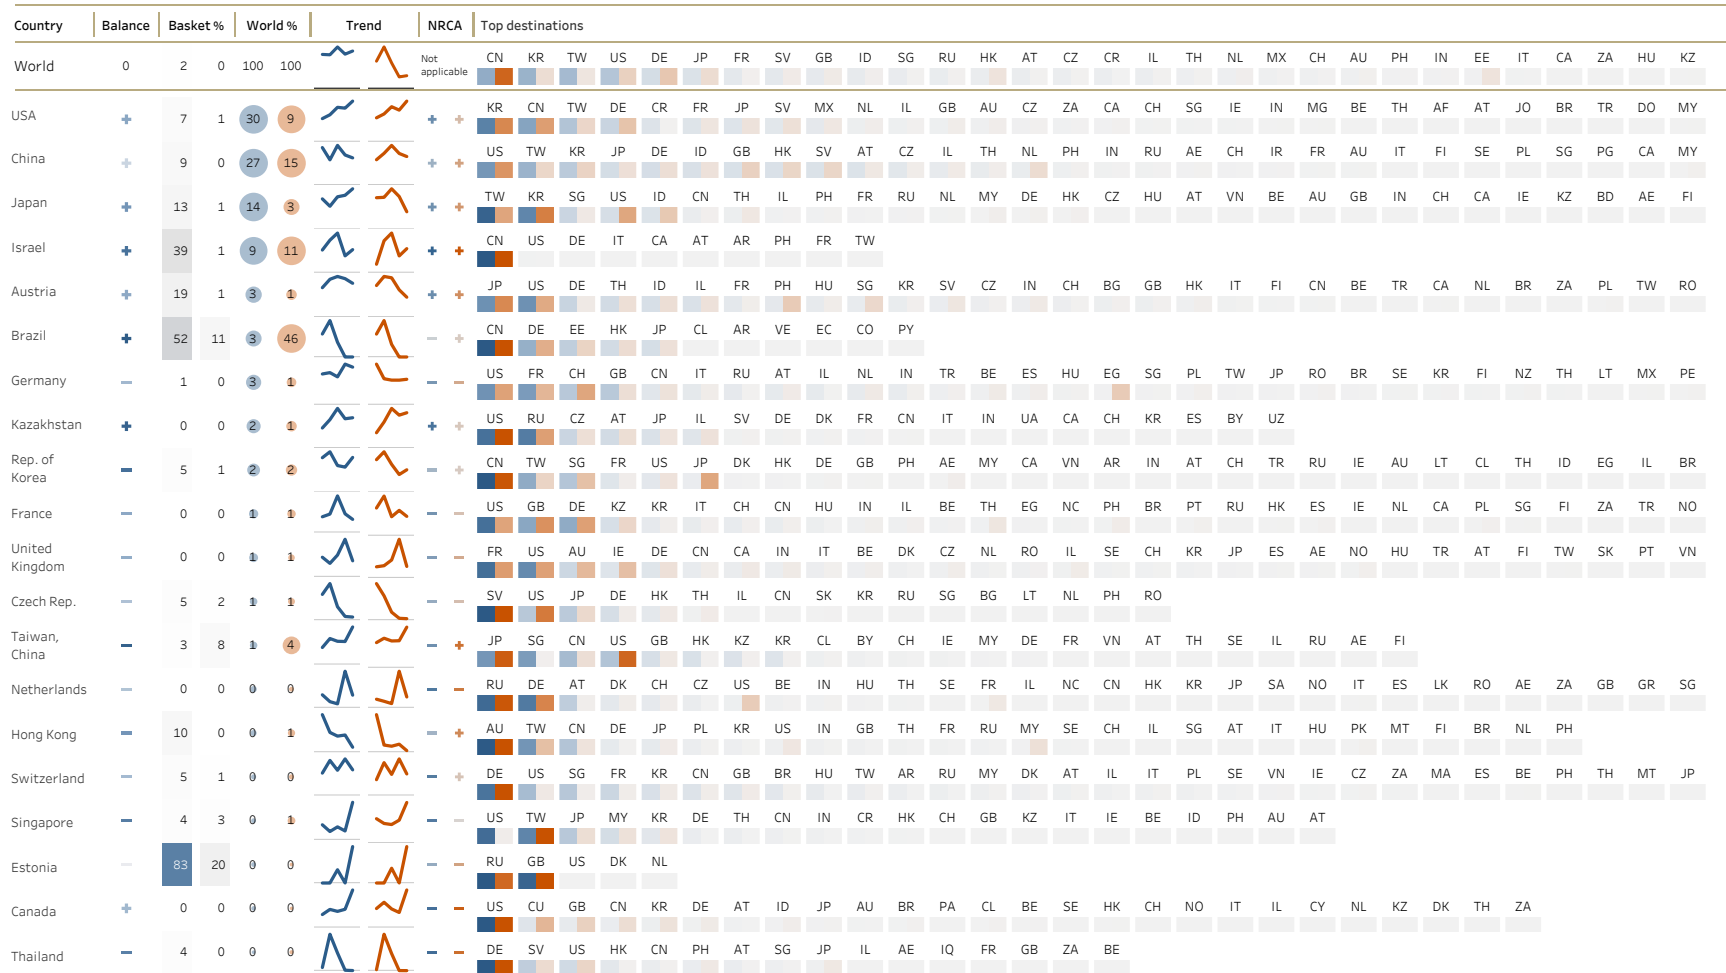 Country Balance Basket % World % Trend NRCA Top destinations
World 0 2 0 100 100 Not applicable CN KR TW US DE JP FR SV GB ID SG RU HK AT CZ CR IL TH NL MX CH AU PH IN EE IT CA ZA HU KZ
USA + 7 1 30 9 + + KR CN TW DE CR FR JP SV MX NL IL GB AU CZ ZA CA CH SG IE IN MG BE TH AF AT JO BR TR DO MY
China + 9 0 27 15 + + US TW KR JP DE ID GB HK SV AT CZ IL TH NL PH IN RU AE CH IR FR AU IT FI SE PL SG PG CA MY
Japan + 13 1 14 3 + + TW KR SG US ID CN TH IL PH FR RU NL MY DE HK CZ HU AT VN BE AU GB IN CH CA IE KZ BD AE FI
Israel + 39 1 9 11 + + CN US DE IT CA AT AR PH FR TW
Austria + 19 1 3 1 + + JP US DE TH ID IL FR PH HU SG KR SV CZ IN CH BG GB HK IT FI CN BE TR CA NL BR ZA PL TW RO
Brazil + 52 11 3 46 − + CN DE EE HK JP CL AR VE EC CO PY
Germany − 1 0 3 1 − − US FR CH GB CN IT RU AT IL NL IN TR BE ES HU EG SG PL TW JP RO BR SE KR FI NZ TH LT MX PE
Kazakhstan + 0 0 2 1 + + US RU CZ AT JP IL SV DE DK FR CN IT IN UA CA CH KR ES BY UZ
Rep. of Korea − 5 1 2 2 − + CN TW SG FR US JP DK HK DE GB PH AE MY CA VN AR IN AT CH TR RU IE AU LT CL TH ID EG IL BR
France − 0 0 1 1 − − US GB DE KZ KR IT CH CN HU IN IL BE TH EG NC PH BR PT RU HK ES IE NL CA PL SG FI ZA TR NO
United Kingdom − 0 0 1 1 − − FR US AU IE DE CN CA IN IT BE DK CZ NL RO IL SE CH KR JP ES AE NO HU TR AT FI TW SK PT VN
Czech Rep. − 5 2 1 1 − − SV US JP DE HK TH IL CN SK KR RU SG BG LT NL PH RO
Taiwan, China − 3 8 1 4 − + JP SG CN US GB HK KZ KR CL BY CH IE MY DE FR VN AT TH SE IL RU AE FI
Netherlands − 0 0 0 0 − − RU DE AT DK CH CZ US BE IN HU TH SE FR IL NC CN HK KR JP SA NO IT ES LK RO AE ZA GB GR SG
Hong Kong − 10 0 0 1 − + AU TW CN DE JP PL KR US IN GB TH FR RU MY SE CH IL SG AT IT HU PK MT FI BR NL PH
Switzerland − 5 1 0 0 − + DE US SG FR KR CN GB BR HU TW AR RU MY DK AT IL IT PL SE VN IE CZ ZA MA ES BE PH TH MT JP
Singapore − 4 3 0 1 − − US TW JP MY KR DE TH CN IN CR HK CH GB KZ IT IE BE ID PH AU AT
Estonia − 83 20 0 0 − − RU GB US DK NL
Canada + 0 0 0 0 − − US CU GB CN KR DE AT ID JP AU BR PA CL BE SE HK CH NO IT IL CY NL KZ DK TH ZA
Thailand − 4 0 0 0 − − DE SV US HK CN PH AT SG JP IL AE IQ FR GB ZA BE